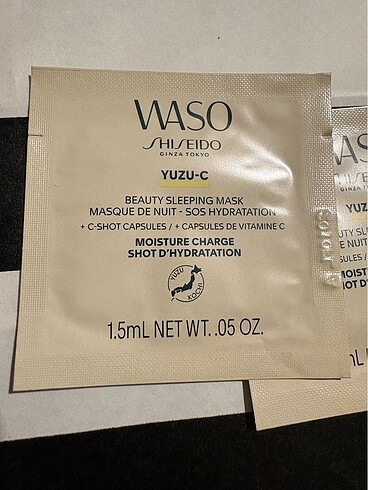 WASO
SHISEIDO
GINZA TOKYO
YUZU-C
BEAUTY SLEEPING MASK
MASQUE DE NUIT - SOS HYDRATATION
+ C-SHOT CAPSULES / + CAPSULES DE VITAMINE C
MOISTURE CHARGE
SHOT D'HYDRATATION
YUZU
KOCHI
1.5mL NET WT. .05 OZ.